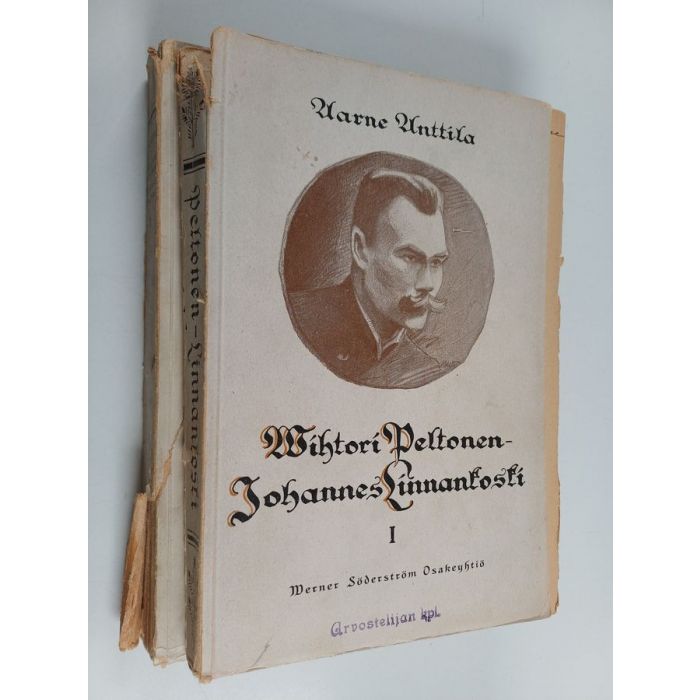 Aarne Anttila
Wihtori Peltonen-
Johannes Linnankoski
I
Werner Söderström Osakeyhtiö
Arvostelijan kpl.
Peltonen–Linnankoski